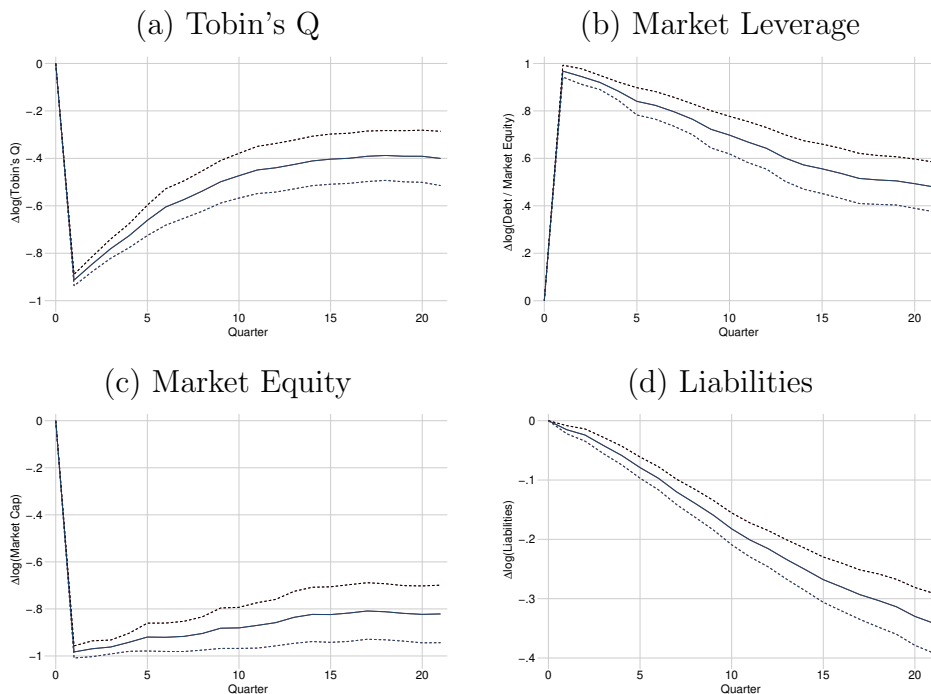 (a) Tobin's Q
Δlog(Tobin's Q)
0
−.2
−.4
−.6
−.8
−1
0 5 10 15 20
Quarter
(b) Market Leverage
Δlog(Debt / Market Equity)
1
.8
.6
.4
.2
0
0 5 10 15 20
Quarter
(c) Market Equity
Δlog(Market Cap)
0
−.2
−.4
−.6
−.8
−1
0 5 10 15 20
Quarter
(d) Liabilities
Δlog(Liabilities)
0
−.1
−.2
−.3
−.4
0 5 10 15 20
Quarter